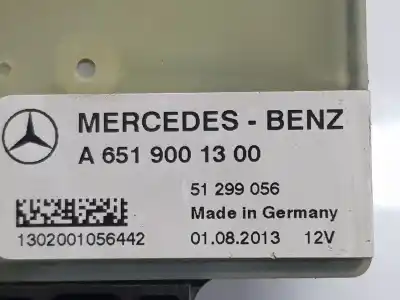 MERCEDES - BENZ
A 651 900 13 00
51 299 056
Made in Germany
1302001056442 01.08.2013 12V